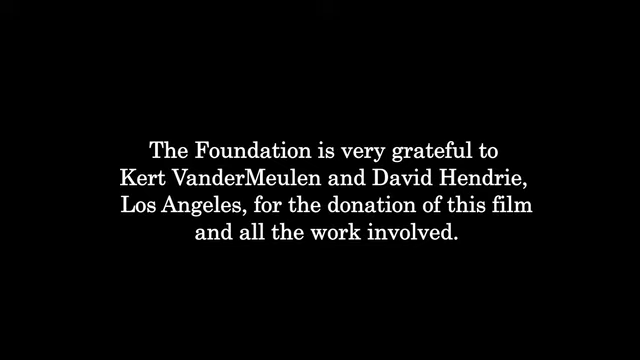 The Foundation is very grateful to
Kert VanderMeulen and David Hendrie,
Los Angeles, for the donation of this film
and all the work involved.